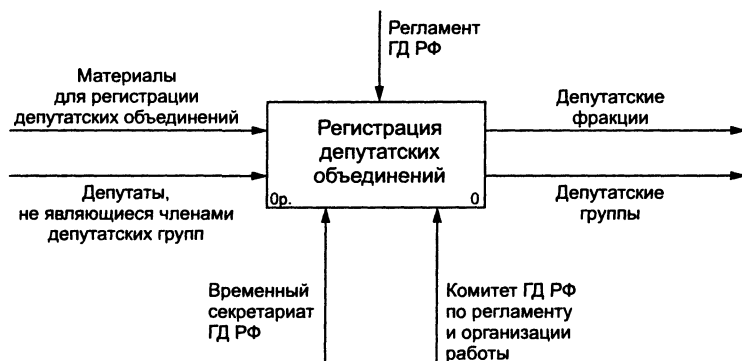 Регламент
ГД РФ
Материалы
для регистрации
депутатских объединений
Депутаты,
не являющиеся членами
депутатских групп
Регистрация
депутатских
объединений
0р.
0
Депутатские
фракции
Депутатские
группы
Временный
секретариат
ГД РФ
Комитет ГД РФ
по регламенту
и организации
работы